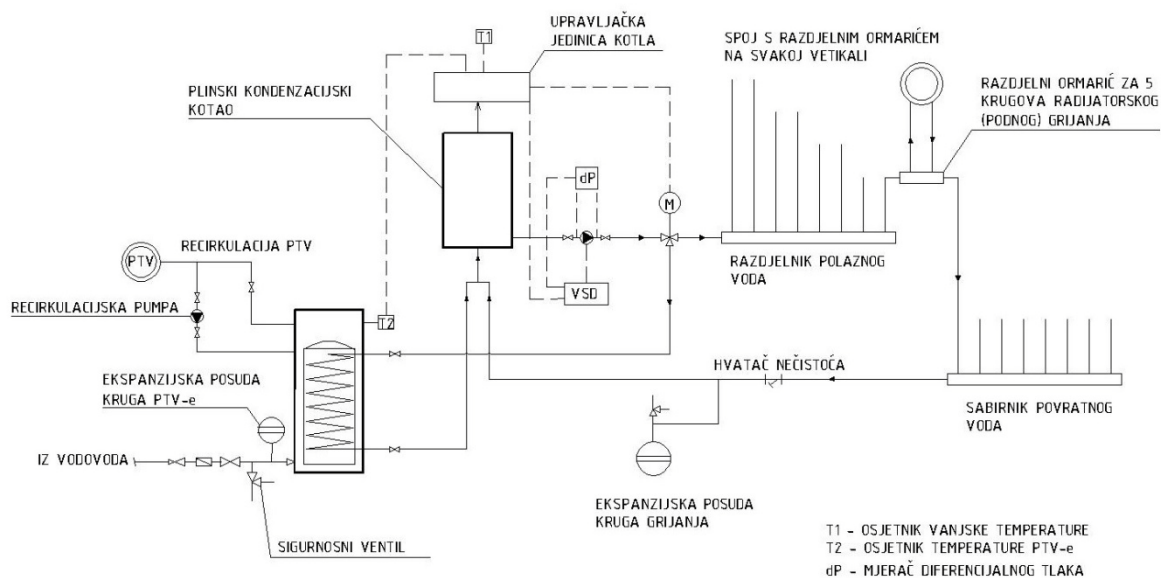 T1
UPRAVLJAČKA
JEDINICA KOTLA
SPOJ S RAZDJELNIM ORMARIĆEM
NA SVAKOJ VETIKALI
PLINSKI KONDENZACIJSKI
KOTAO
RAZDJELNI ORMARIĆ ZA 5
KRUGOVA RADIJATORSKOG
(PODNOG) GRIJANJA
dP
M
RECIRKULACIJA PTV
PTV
RAZDJELNIK POLAZNOG
VODA
VSD
RECIRKULACIJSKA PUMPA
T2
EKSPANZIJSKA POSUDA
KRUGA PTV-e
HVATAČ NEČISTOĆA
SABIRNIK POVRATNOG
VODA
IZ VODOVODA
EKSPANZIJSKA POSUDA
KRUGA GRIJANJA
SIGURNOSNI VENTIL
T1 - OSJETNIK VANJSKE TEMPERATURE
T2 - OSJETNIK TEMPERATURE PTV-e
dP - MJERAČ DIFERENCIJALNOG TLAKA